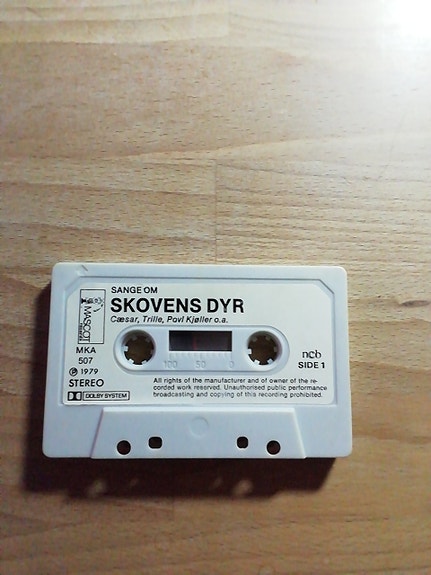 SANGE OM
SKOVENS DYR
Cæsar, Trille, Povl Kjøller o.a.
MASCOT
MKA
507
Ⓟ 1979
STEREO
DOLBY SYSTEM
100 50 0
ncb
SIDE 1
All rights of the manufacturer and of owner of the re-
corded work reserved. Unauthorised public performance
broadcasting and copying of this recording prohibited.